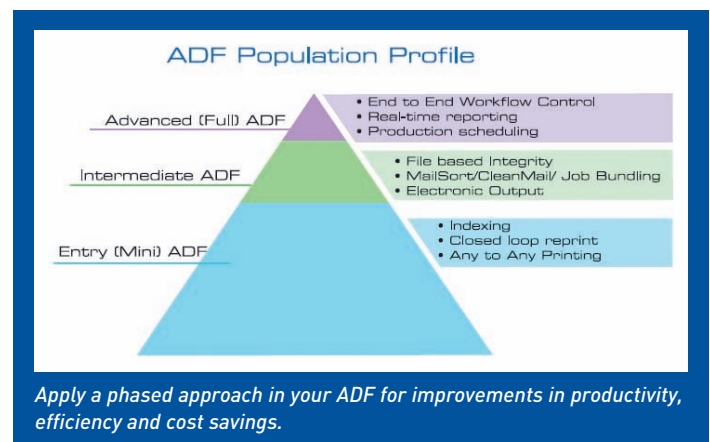 ADF Population Profile
Advanced (Full) ADF
• End to End Workflow Control
• Real-time reporting
• Production scheduling
Intermediate ADF
• File based Integrity
• MailSort/CleanMail/ Job Bundling
• Electronic Output
Entry (Mini) ADF
• Indexing
• Closed loop reprint
• Any to Any Printing
Apply a phased approach in your ADF for improvements in productivity,
efficiency and cost savings.